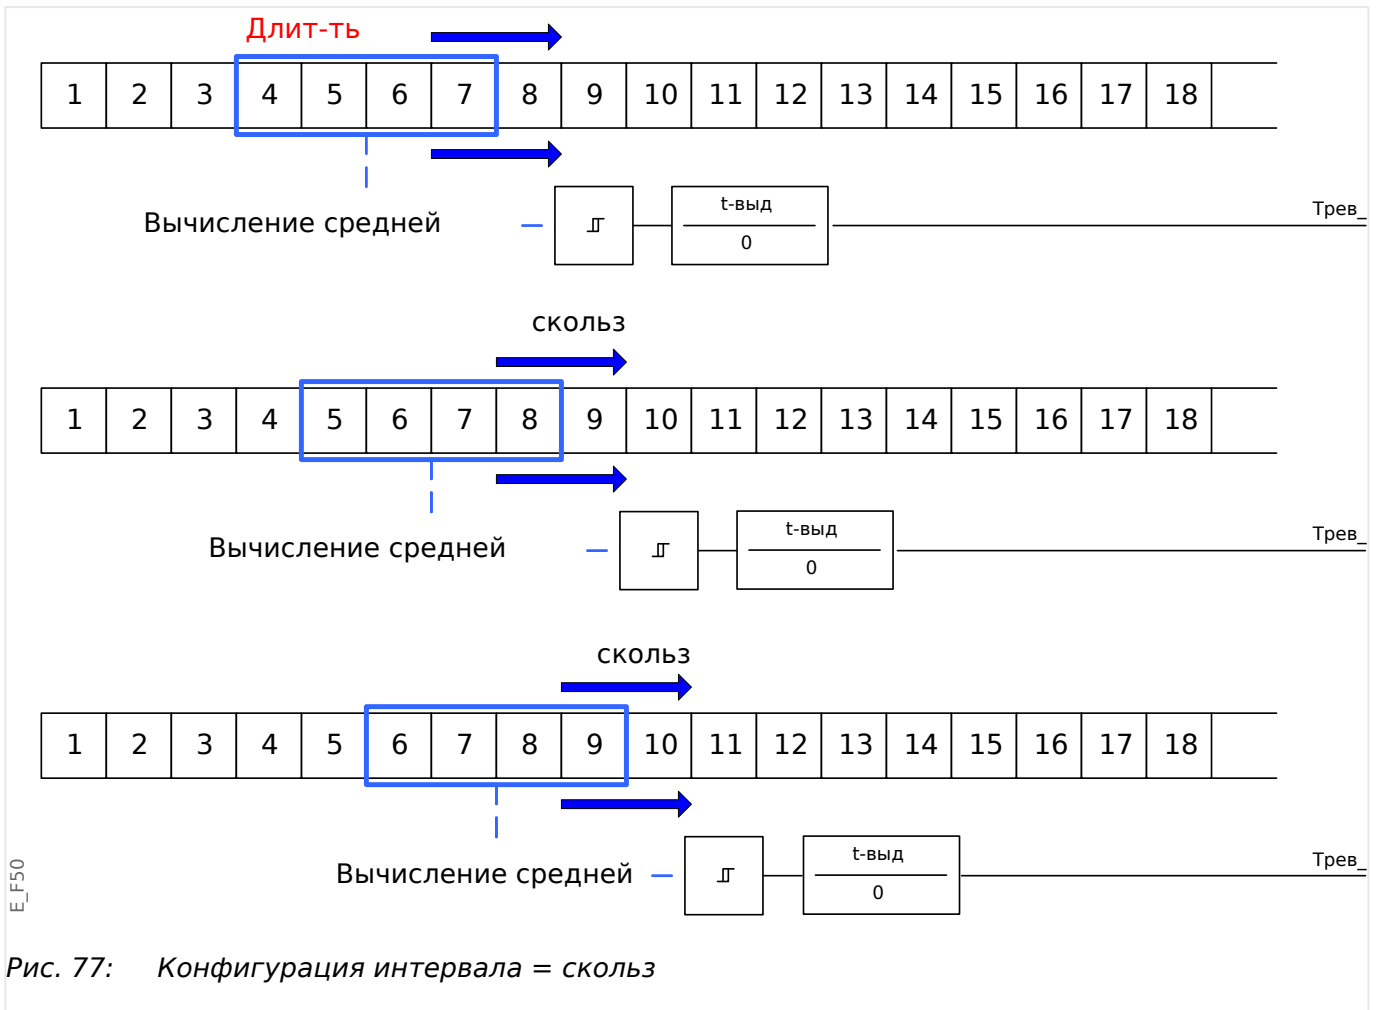 Длит-ть
1 2 3 4 5 6 7 8 9 10 11 12 13 14 15 16 17 18
Вычисление средней
t-выд
0
Трев_
скольз
1 2 3 4 5 6 7 8 9 10 11 12 13 14 15 16 17 18
Вычисление средней
t-выд
0
Трев_
скольз
1 2 3 4 5 6 7 8 9 10 11 12 13 14 15 16 17 18
Вычисление средней
t-выд
0
Трев_
E_F50
Рис. 77: Конфигурация интервала = скольз